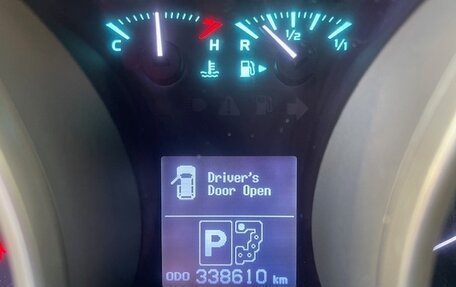 C H R 1/2 1/1
Driver's
Door Open
P
ODO 338610 km